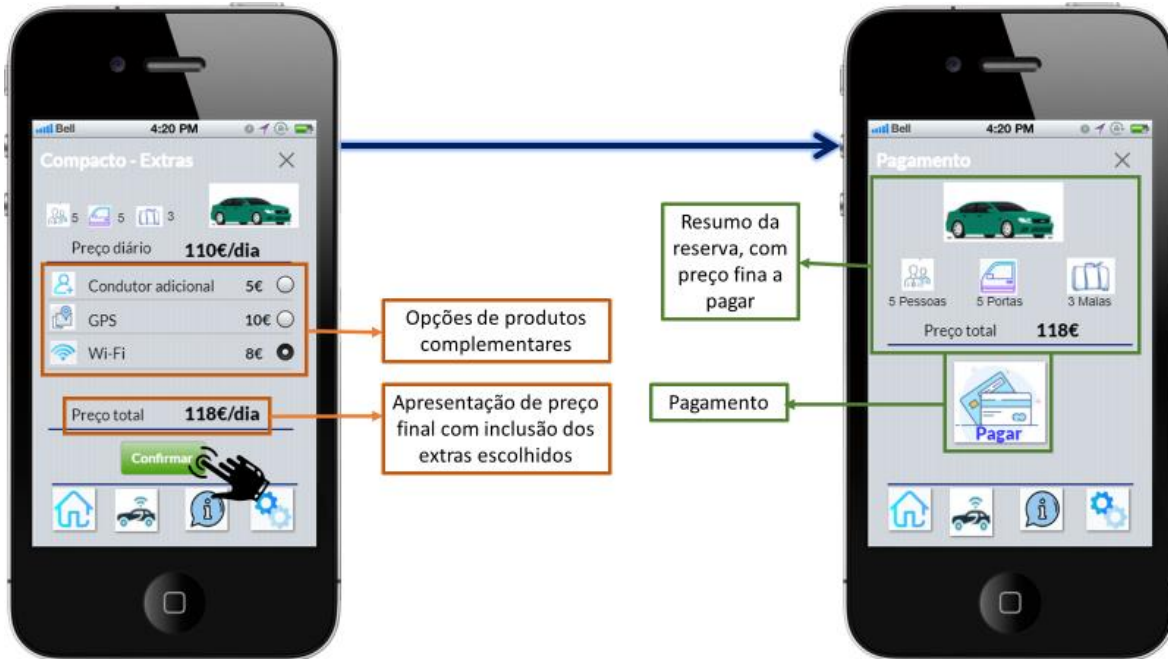 Bell 4:20 PM
Compacto - Extras
5 5 3
Preço diário 110€/dia
Condutor adicional 5€
GPS 10€
Wi-Fi 8€
Preço total 118€/dia
Confirmar
Opções de produtos
complementares
Apresentação de preço
final com inclusão dos
extras escolhidos
Resumo da
reserva, com
preço fina a
pagar
Pagamento
Bell 4:20 PM
Pagamento
5 Pessoas 5 Portas 3 Malas
Preço total 118€
Pagar